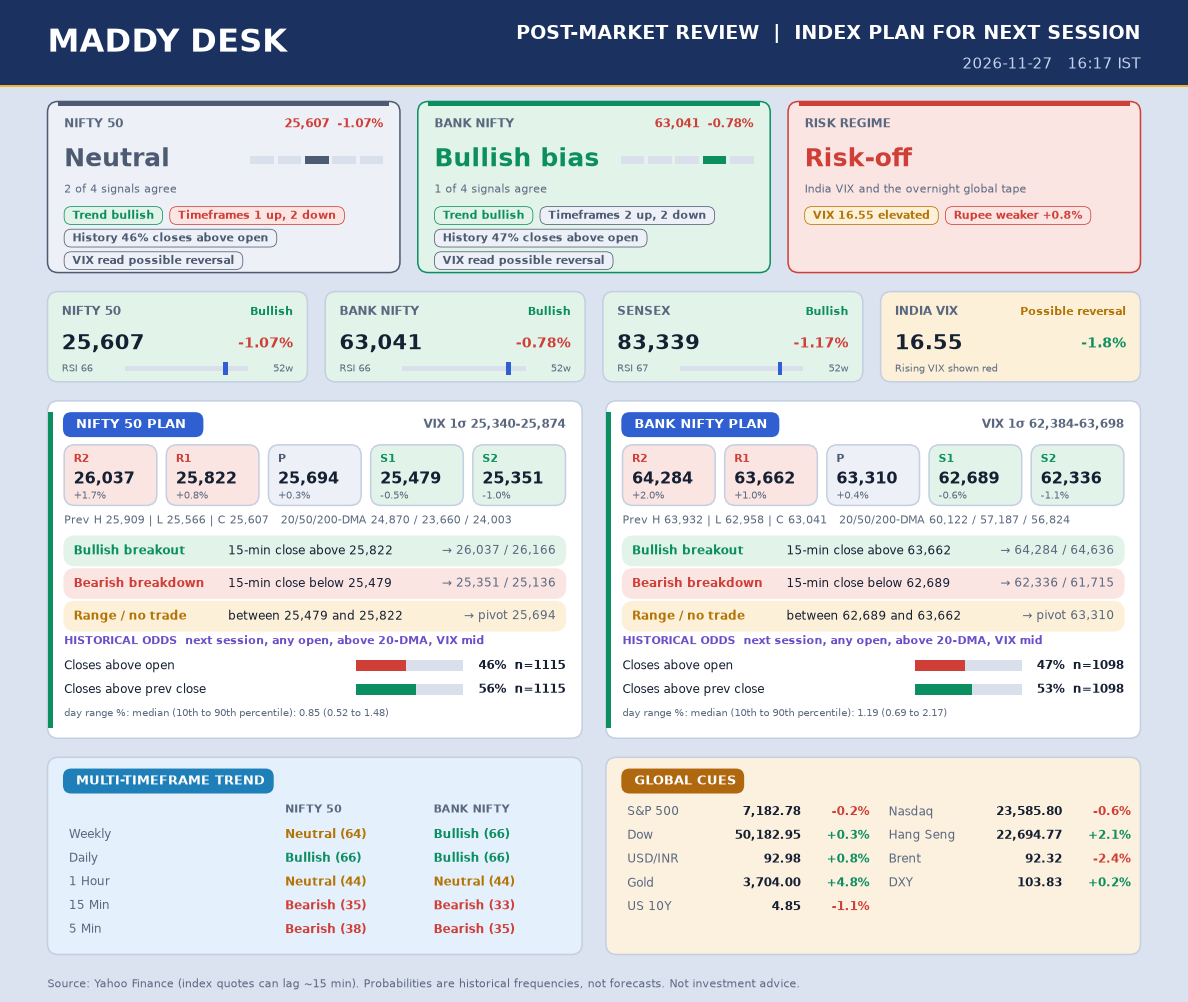 MADDY DESK
POST-MARKET REVIEW | INDEX PLAN FOR NEXT SESSION
2026-11-27 16:17 IST
NIFTY 50 25,607 -1.07%
Neutral
2 of 4 signals agree
Trend bullish Timeframes 1 up, 2 down
History 46% closes above open
VIX read possible reversal
BANK NIFTY 63,041 -0.78%
Bullish bias
1 of 4 signals agree
Trend bullish Timeframes 2 up, 2 down
History 47% closes above open
VIX read possible reversal
RISK REGIME
Risk-off
India VIX and the overnight global tape
VIX 16.55 elevated Rupee weaker +0.8%
NIFTY 50 Bullish
25,607 -1.07%
RSI 66 52w
BANK NIFTY Bullish
63,041 -0.78%
RSI 66 52w
SENSEX Bullish
83,339 -1.17%
RSI 67 52w
INDIA VIX Possible reversal
16.55 -1.8%
Rising VIX shown red
NIFTY 50 PLAN VIX 1σ 25,340-25,874
R2 R1 P S1 S2
26,037 25,822 25,694 25,479 25,351
+1.7% +0.8% +0.3% -0.5% -1.0%
Prev H 25,909 | L 25,566 | C 25,607 20/50/200-DMA 24,870 / 23,660 / 24,003
Bullish breakout 15-min close above 25,822 → 26,037 / 26,166
Bearish breakdown 15-min close below 25,479 → 25,351 / 25,136
Range / no trade between 25,479 and 25,822 → pivot 25,694
HISTORICAL ODDS next session, any open, above 20-DMA, VIX mid
Closes above open 46% n=1115
Closes above prev close 56% n=1115
day range %: median (10th to 90th percentile): 0.85 (0.52 to 1.48)
BANK NIFTY PLAN VIX 1σ 62,384-63,698
R2 R1 P S1 S2
64,284 63,662 63,310 62,689 62,336
+2.0% +1.0% +0.4% -0.6% -1.1%
Prev H 63,932 | L 62,958 | C 63,041 20/50/200-DMA 60,122 / 57,187 / 56,824
Bullish breakout 15-min close above 63,662 → 64,284 / 64,636
Bearish breakdown 15-min close below 62,689 → 62,336 / 61,715
Range / no trade between 62,689 and 63,662 → pivot 63,310
HISTORICAL ODDS next session, any open, above 20-DMA, VIX mid
Closes above open 47% n=1098
Closes above prev close 53% n=1098
day range %: median (10th to 90th percentile): 1.19 (0.69 to 2.17)
MULTI-TIMEFRAME TREND
NIFTY 50 BANK NIFTY
Weekly Neutral (64) Bullish (66)
Daily Bullish (66) Bullish (66)
1 Hour Neutral (44) Neutral (44)
15 Min Bearish (35) Bearish (33)
5 Min Bearish (38) Bearish (35)
GLOBAL CUES
S&P 500 7,182.78 -0.2% Nasdaq 23,585.80 -0.6%
Dow 50,182.95 +0.3% Hang Seng 22,694.77 +2.1%
USD/INR 92.98 +0.8% Brent 92.32 -2.4%
Gold 3,704.00 +4.8% DXY 103.83 +0.2%
US 10Y 4.85 -1.1%
Source: Yahoo Finance (index quotes can lag ~15 min). Probabilities are historical frequencies, not forecasts. Not investment advice.